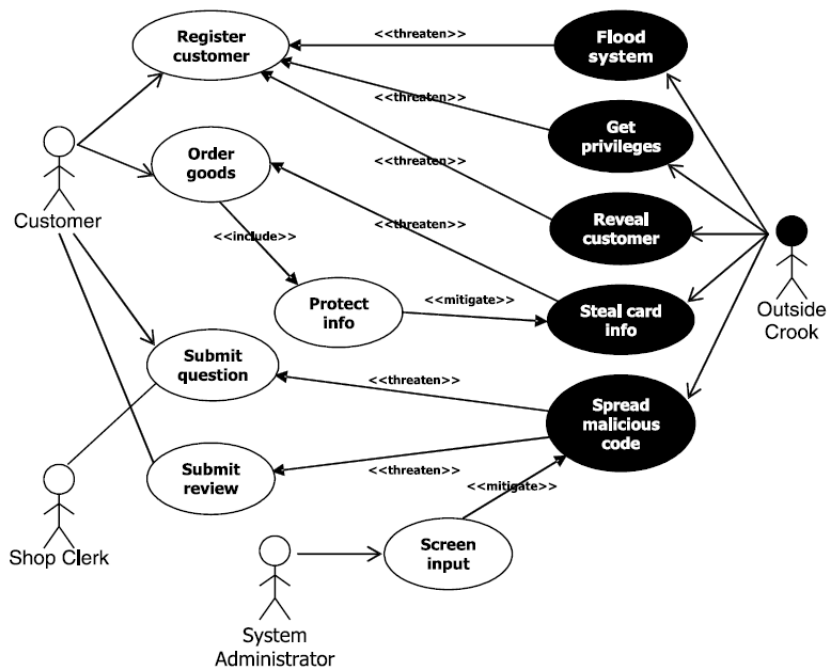 Register
customer
<<threaten>>
Flood
system
<<threaten>>
Get
privileges
Order
goods
<<threaten>>
Customer
Reveal
customer
<<threaten>>
<<include>>
Protect
info
<<mitigate>>
Steal card
info
Outside
Crook
Submit
question
<<threaten>>
Spread
malicious
code
Submit
review
<<threaten>>
<<mitigate>>
Shop Clerk
Screen
input
System
Administrator